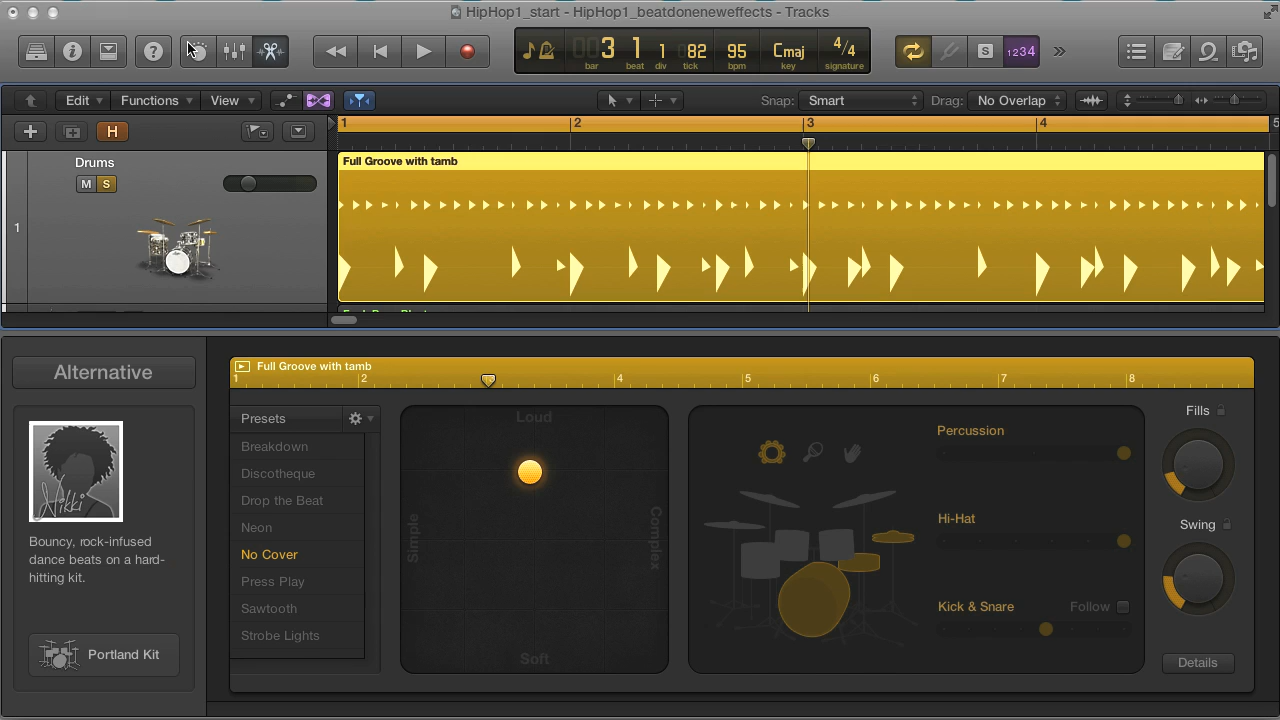 HipHop1_start - HipHop1_beatdoneneweffects - Tracks
3 1 1 82 95 Cmaj 4/4
bar beat div tick bpm key signature
S 1234
Edit Functions View Snap: Smart Drag: No Overlap
H
1 2 3 4 5
Drums
M S
1
Full Groove with tamb
Alternative
Full Groove with tamb
1 2 4 5 6 7 8
Presets
Breakdown
Discotheque
Drop the Beat
Neon
No Cover
Press Play
Sawtooth
Strobe Lights
Loud
Simple
Complex
Soft
Percussion
Hi-Hat
Kick & Snare Follow
Fills
Swing
Details
Nikki
Bouncy, rock-infused
dance beats on a hard-
hitting kit.
Portland Kit